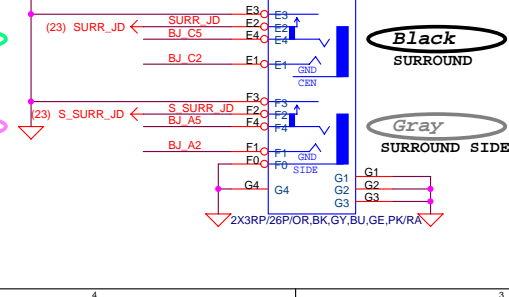 E3 E3
(23) SURR_JD SURR_JD E2 E2
BJ_C5 E4 E4
Black
BJ_C2 E1 E1
GND
SURROUND
CEN
F3 F3
(23) S_SURR_JD S_SURR_JD F2 F2
BJ_A5 F4 F4
Gray
BJ_A2 F1 F1
GND
SURROUND SIDE
F0 F0
SIDE
G1 G1
G4 G4
G2 G2
G3 G3
2X3RP/26P/OR,BK,GY,BU,GE,PK/RA
4 3